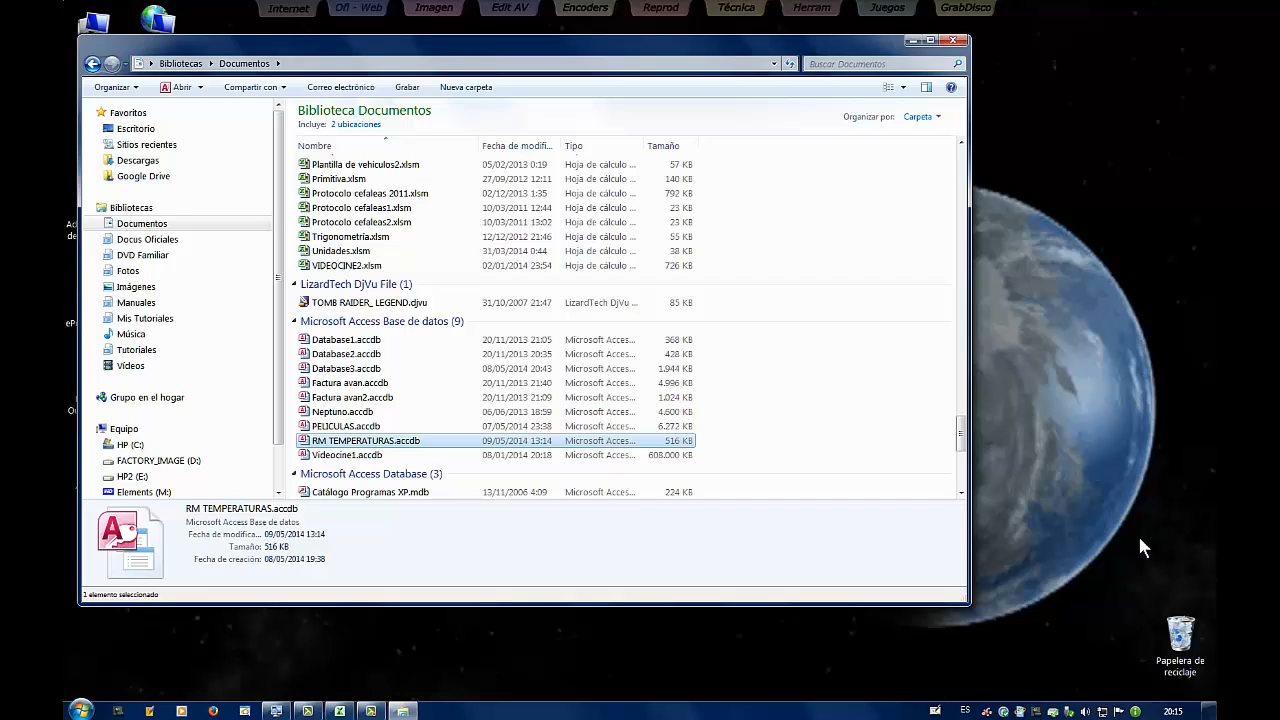 Internet Ofi - Web Imagen Edit AV Encoders Reprod Técnica Herram Juegos GrabDisco
Bibliotecas Documentos Buscar Documentos
Organizar Abrir Compartir con Correo electrónico Grabar Nueva carpeta
Favoritos
Escritorio
Sitios recientes
Descargas
Google Drive
Bibliotecas
Documentos
Docus Oficiales
DVD Familiar
Fotos
Imágenes
Manuales
Mis Tutoriales
Música
Tutoriales
Vídeos
Grupo en el hogar
Equipo
HP (C:)
FACTORY_IMAGE (D:)
HP2 (E:)
Elements (M:)
Biblioteca Documentos
Incluye: 2 ubicaciones
Organizar por: Carpeta
Nombre Fecha de modifi... Tipo Tamaño
Plantilla de vehiculos2.xlsm 05/02/2013 0:19 Hoja de cálculo ... 57 KB
Primitiva.xlsm 27/09/2012 12:11 Hoja de cálculo ... 140 KB
Protocolo cefaleas 2011.xlsm 02/12/2013 1:35 Hoja de cálculo ... 792 KB
Protocolo cefaleas1.xlsm 10/03/2011 12:44 Hoja de cálculo ... 23 KB
Protocolo cefaleas2.xlsm 10/03/2011 13:02 Hoja de cálculo ... 23 KB
Trigonometría.xlsm 12/12/2012 21:46 Hoja de cálculo ... 55 KB
Unidades.xlsm 31/03/2014 0:44 Hoja de cálculo ... 38 KB
VIDEOCINE2.xlsm 02/01/2014 23:54 Hoja de cálculo ... 726 KB
LizardTech DjVu File (1)
TOMB RAIDER_ LEGEND.djvu 31/10/2007 21:47 LizardTech DjVu ... 85 KB
Microsoft Access Base de datos (9)
Database1.accdb 20/11/2013 21:05 Microsoft Acces... 368 KB
Database2.accdb 20/11/2013 20:35 Microsoft Acces... 428 KB
Database3.accdb 08/05/2014 20:43 Microsoft Acces... 1.944 KB
Factura avan.accdb 20/11/2013 21:40 Microsoft Acces... 4.996 KB
Factura avan2.accdb 20/11/2013 21:09 Microsoft Acces... 1.024 KB
Neptuno.accdb 06/06/2013 18:59 Microsoft Acces... 4.600 KB
PELICULAS.accdb 07/05/2014 23:38 Microsoft Acces... 6.272 KB
RM TEMPERATURAS.accdb 09/05/2014 13:14 Microsoft Acces... 516 KB
Videocine1.accdb 08/01/2014 20:18 Microsoft Acces... 608.000 KB
Microsoft Access Database (3)
Catálogo Programas XP.mdb 13/11/2006 4:09 Microsoft Acces... 224 KB
RM TEMPERATURAS.accdb
Microsoft Access Base de datos
Fecha de modifica... 09/05/2014 13:14
Tamaño: 516 KB
Fecha de creación: 08/05/2014 19:38
1 elemento seleccionado
Papelera de
reciclaje
ES 20:15